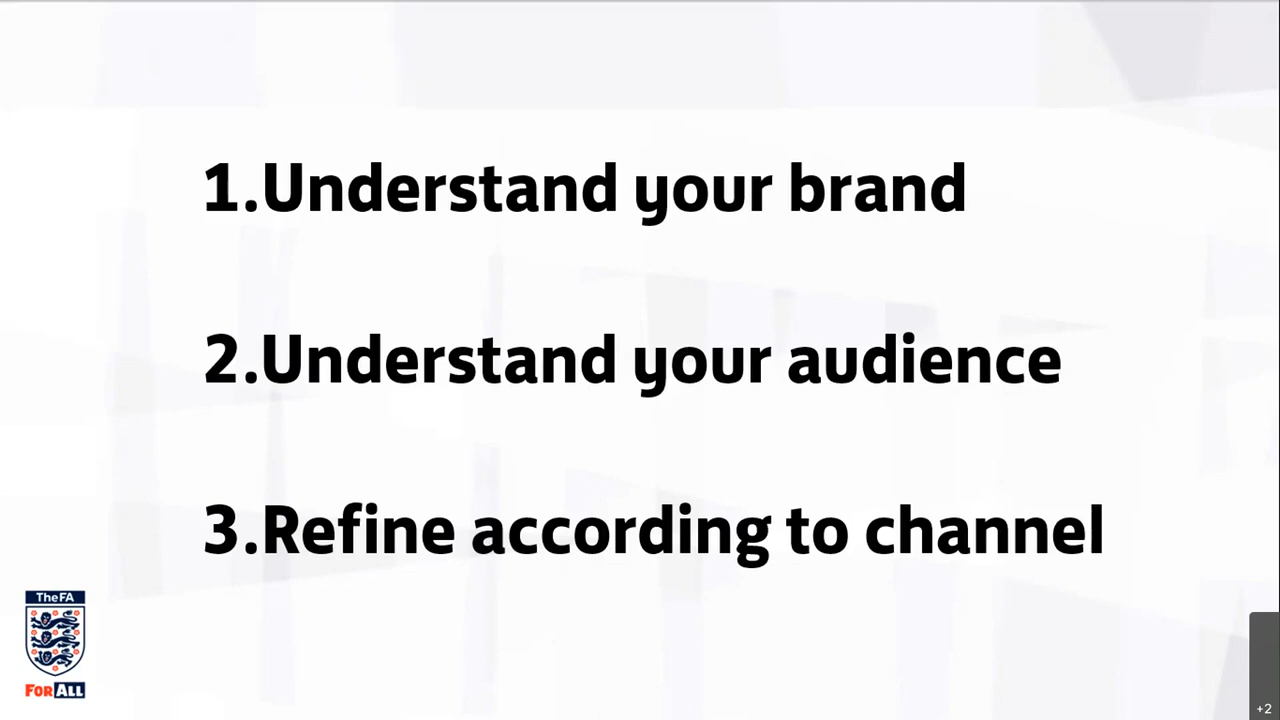 1.Understand your brand
2.Understand your audience
3.Refine according to channel
TheFA
FORALL
+2